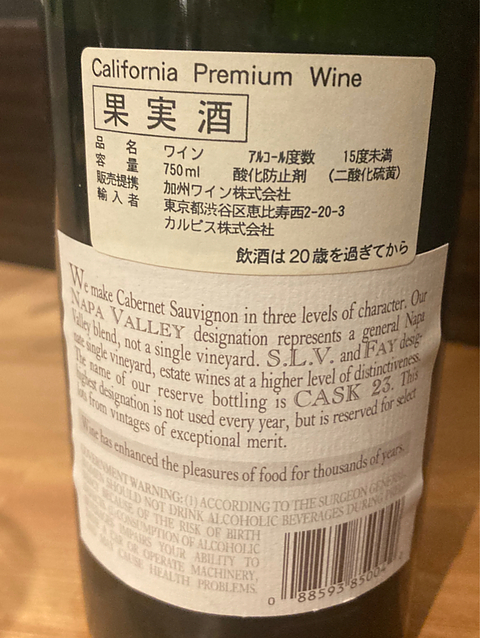 California Premium Wine
果実酒
品名 ワイン アルコール度数 15度未満
容量 750ml 酸化防止剤 (二酸化硫黄)
販売提携 加州ワイン株式会社
輸入者 東京都渋谷区恵比寿西2-20-3
カルピス株式会社
飲酒は20歳を過ぎてから
We make Cabernet Sauvignon in three levels of character. Our
NAPA VALLEY designation represents a general Napa
Valley blend, not a single vineyard. S.L.V. and FAY desig-
nate single vineyard, estate wines at a higher level of distinctiveness.
The name of our reserve bottling is CASK 23. This
highest designation is not used every year, but is reserved for select
lots from vintages of exceptional merit.
Wine has enhanced the pleasures of food for thousands of years.
GOVERNMENT WARNING: (1) ACCORDING TO THE SURGEON GENERAL,
SHOULD NOT DRINK ALCOHOLIC BEVERAGES DURING
BECAUSE OF THE RISK OF BIRTH
CONSUMPTION OF ALCOHOLIC
IMPAIRS YOUR ABILITY TO
CAR OR OPERATE MACHINERY,
CAUSE HEALTH PROBLEMS.
0 88593 85004